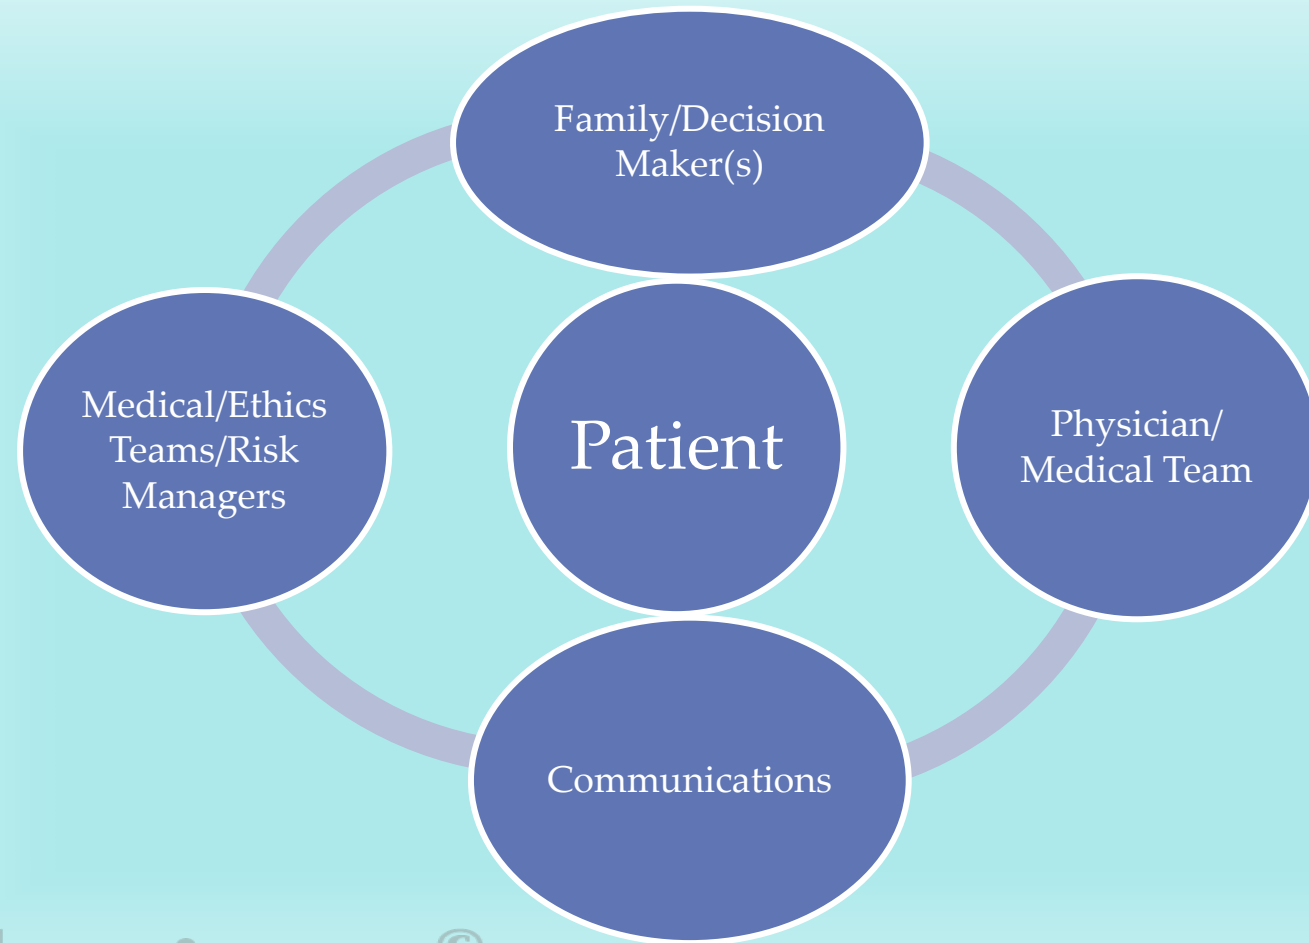 Family/Decision
Maker(s)
Medical/Ethics
Teams/Risk
Managers
Patient
Physician/
Medical Team
Communications
©